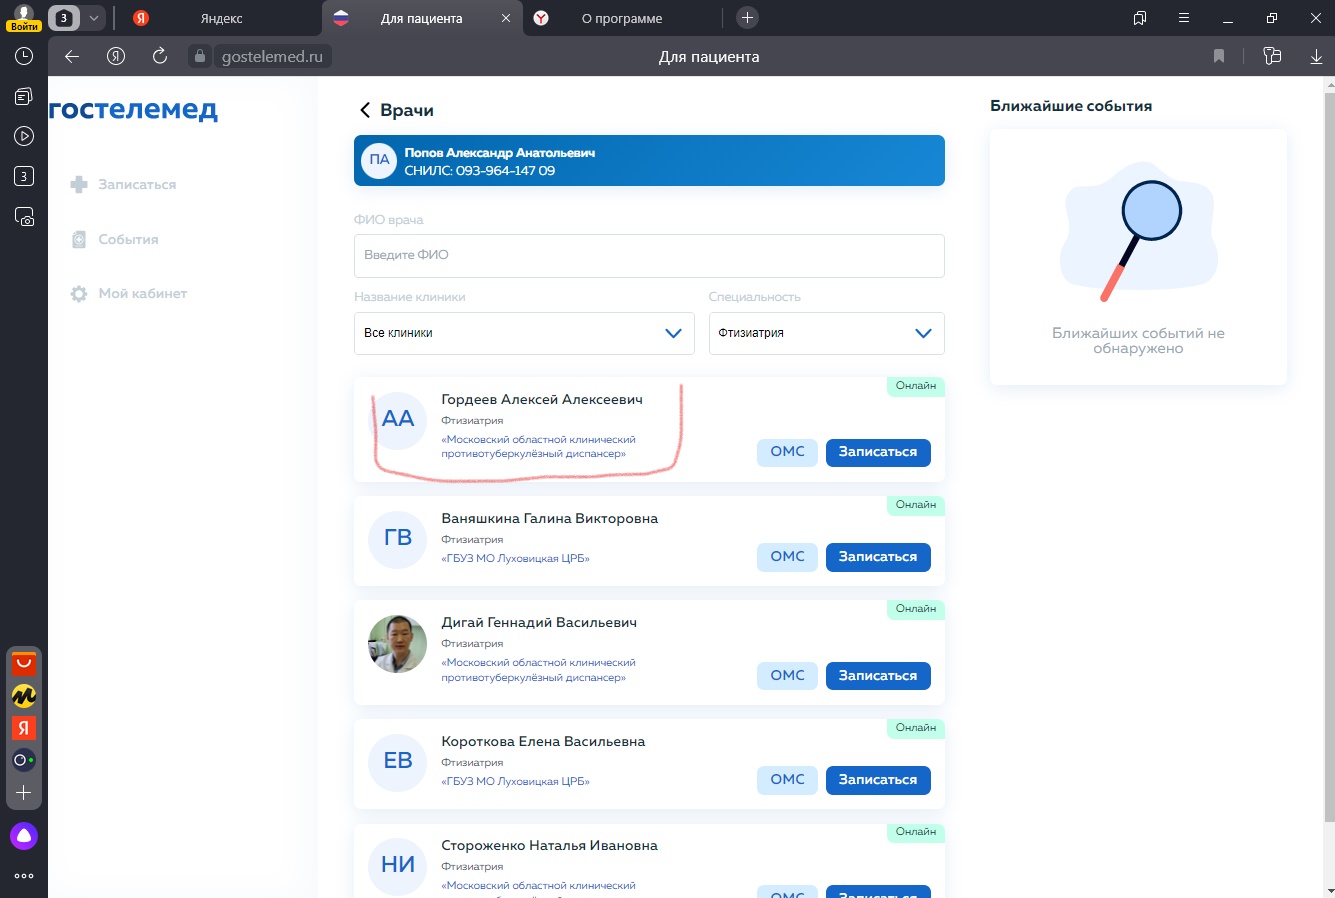 Войти
3
Яндекс
Для пациента
О программе
gostelemed.ru
Для пациента
3
гостелемед
Записаться
События
Мой кабинет
Врачи
ПА
Попов Александр Анатольевич
СНИЛС: 093-964-147 09
ФИО врача
Введите ФИО
Название клиники
Специальность
Все клиники
Фтизиатрия
Онлайн
АА
Гордеев Алексей Алексеевич
Фтизиатрия
«Московский областной клинический
противотуберкулёзный диспансер»
ОМС
Записаться
Онлайн
ГВ
Ваняшкина Галина Викторовна
Фтизиатрия
«ГБУЗ МО Луховицкая ЦРБ»
ОМС
Записаться
Онлайн
Дигай Геннадий Васильевич
Фтизиатрия
«Московский областной клинический
противотуберкулёзный диспансер»
ОМС
Записаться
Онлайн
ЕВ
Короткова Елена Васильевна
Фтизиатрия
«ГБУЗ МО Луховицкая ЦРБ»
ОМС
Записаться
Онлайн
НИ
Стороженко Наталья Ивановна
Фтизиатрия
«Московский областной клинический
ОМС
Записаться
Ближайшие события
Ближайших событий не
обнаружено